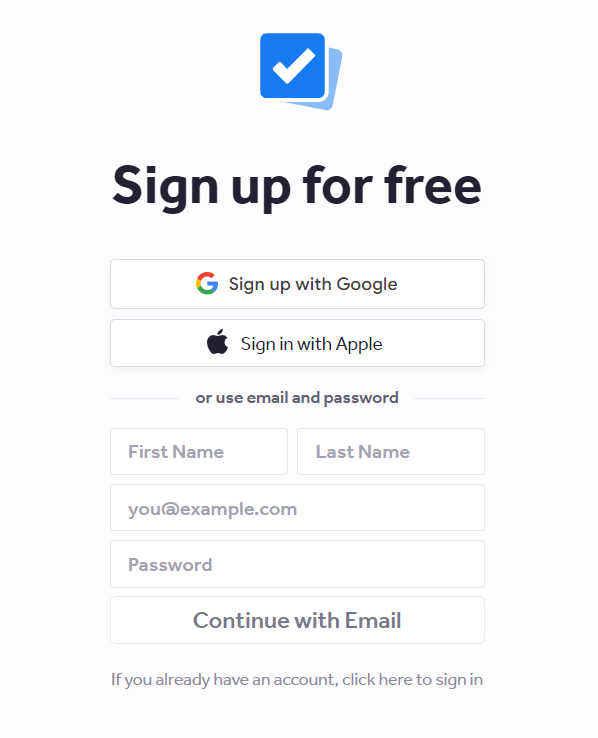 Sign up for free
Sign up with Google
Sign in with Apple
or use email and password
First Name
Last Name
you@example.com
Password
Continue with Email
If you already have an account, click here to sign in